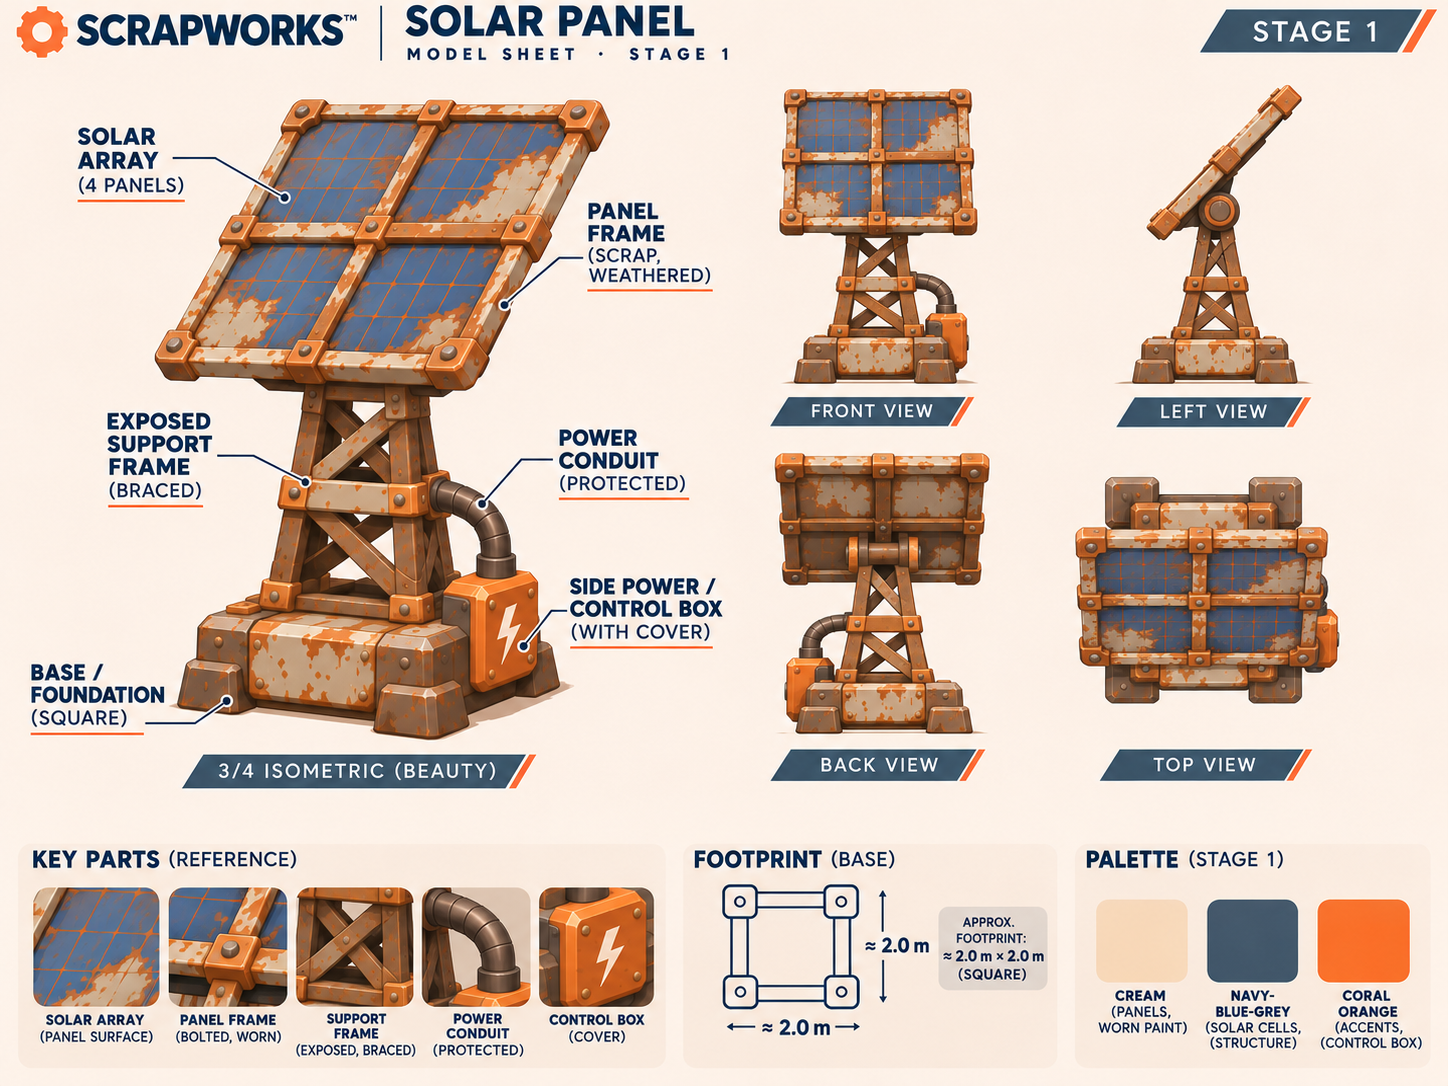 SCRAPWORKS™
SOLAR PANEL
MODEL SHEET · STAGE 1
STAGE 1
SOLAR
ARRAY
(4 PANELS)
PANEL
FRAME
(SCRAP,
WEATHERED)
EXPOSED
SUPPORT
FRAME
(BRACED)
POWER
CONDUIT
(PROTECTED)
SIDE POWER /
CONTROL BOX
(WITH COVER)
BASE /
FOUNDATION
(SQUARE)
3/4 ISOMETRIC (BEAUTY)
FRONT VIEW
LEFT VIEW
BACK VIEW
TOP VIEW
KEY PARTS (REFERENCE)
SOLAR ARRAY
(PANEL SURFACE)
PANEL FRAME
(BOLTED, WORN)
SUPPORT
FRAME
(EXPOSED, BRACED)
POWER
CONDUIT
(PROTECTED)
CONTROL BOX
(COVER)
FOOTPRINT (BASE)
≈ 2.0 m
≈ 2.0 m
APPROX.
FOOTPRINT:
≈ 2.0 m × 2.0 m
(SQUARE)
PALETTE (STAGE 1)
CREAM
(PANELS,
WORN PAINT)
NAVY-
BLUE-GREY
(SOLAR CELLS,
(STRUCTURE)
CORAL
ORANGE
(ACCENTS,
(CONTROL BOX)